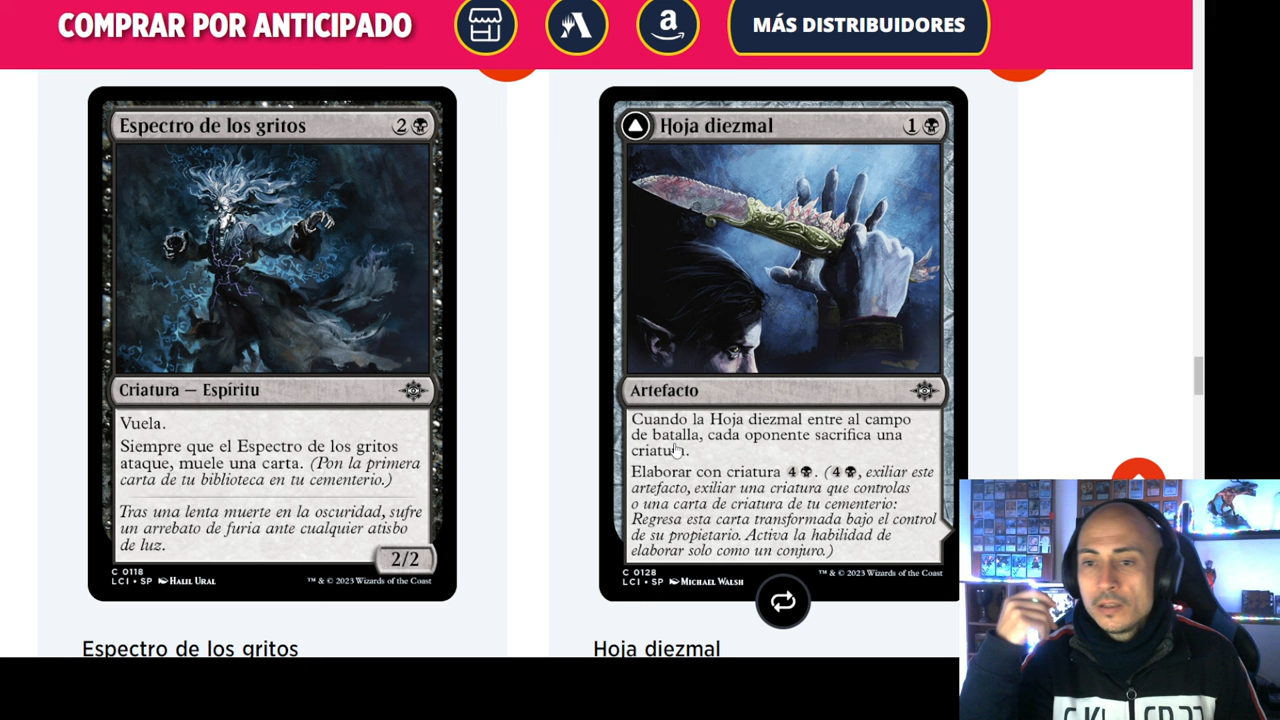 COMPRAR POR ANTICIPADO
a
MÁS DISTRIBUIDORES
Espectro de los gritos 2
Criatura — Espíritu
Vuela.
Siempre que el Espectro de los gritos
ataque, muele una carta. (Pon la primera
carta de tu biblioteca en tu cementerio.)
Tras una lenta muerte en la oscuridad, sufre
un arrebato de furia ante cualquier atisbo
de luz.
2/2
C 0118
LCI • SP Halil Ural
™ & © 2023 Wizards of the Coast
Espectro de los gritos
Hoja diezmal 1
Artefacto
Cuando la Hoja diezmal entre al campo
de batalla, cada oponente sacrifica una
criatura.
Elaborar con criatura 4. (4, exiliar este
artefacto, exiliar una criatura que controlas
o una carta de criatura de tu cementerio:
Regresa esta carta transformada bajo el control
de su propietario. Activa la habilidad de
elaborar solo como un conjuro.)
C 0128
LCI • SP Michael Walsh
™ & © 2023 Wizards of the Coast
Hoja diezmal